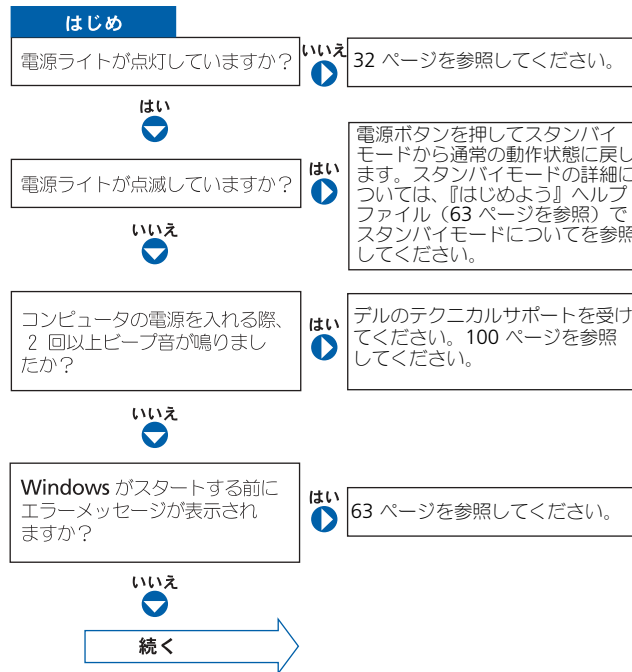 はじめ
電源ライトが点灯していますか?
いいえ
32 ページを参照してください。
はい
電源ライトが点滅していますか?
はい
電源ボタンを押してスタンバイ
モードから通常の動作状態に戻し
ます。スタンバイモードの詳細に
ついては、『はじめよう』ヘルプ
ファイル(63 ページを参照)で
スタンバイモードについてを参照
してください。
いいえ
コンピュータの電源を入れる際、
2 回以上ビープ音が鳴りまし
たか?
はい
デルのテクニカルサポートを受け
てください。100 ページを参照
してください。
いいえ
Windows がスタートする前に
エラーメッセージが表示され
ますか?
はい
63 ページを参照してください。
いいえ
続く